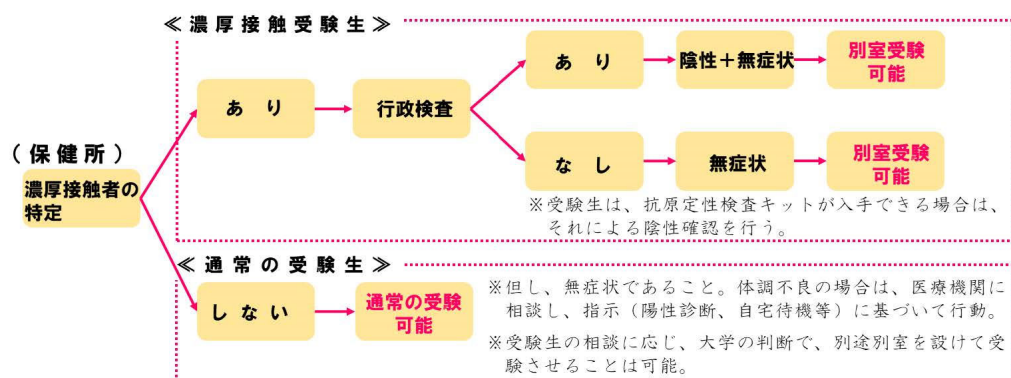 ≪濃厚接触受験生≫
あり
陰性＋無症状
別室受験
可能
あり
行政検査
（保健所）
濃厚接触者の
特定
なし
無症状
別室受験
可能
※受験生は、抗原定性検査キットが入手できる場合は、
それによる陰性確認を行う。
≪通常の受験生≫
しない
通常の受験
可能
※但し、無症状であること。体調不良の場合は、医療機関に
相談し、指示（陽性診断、自宅待機等）に基づいて行動。
※受験生の相談に応じ、大学の判断で、別途別室を設けて受
験させることは可能。